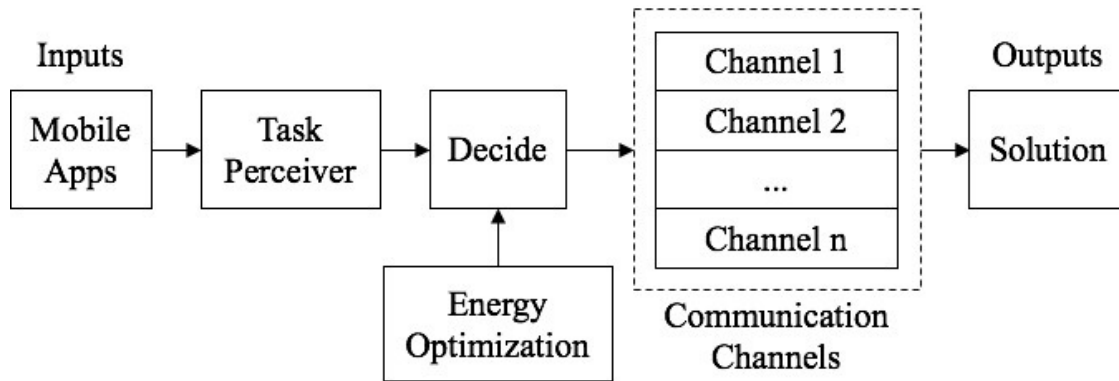 Inputs
Mobile
Apps
Task
Perceiver
Decide
Energy
Optimization
Channel 1
Channel 2
...
Channel n
Communication
Channels
Outputs
Solution